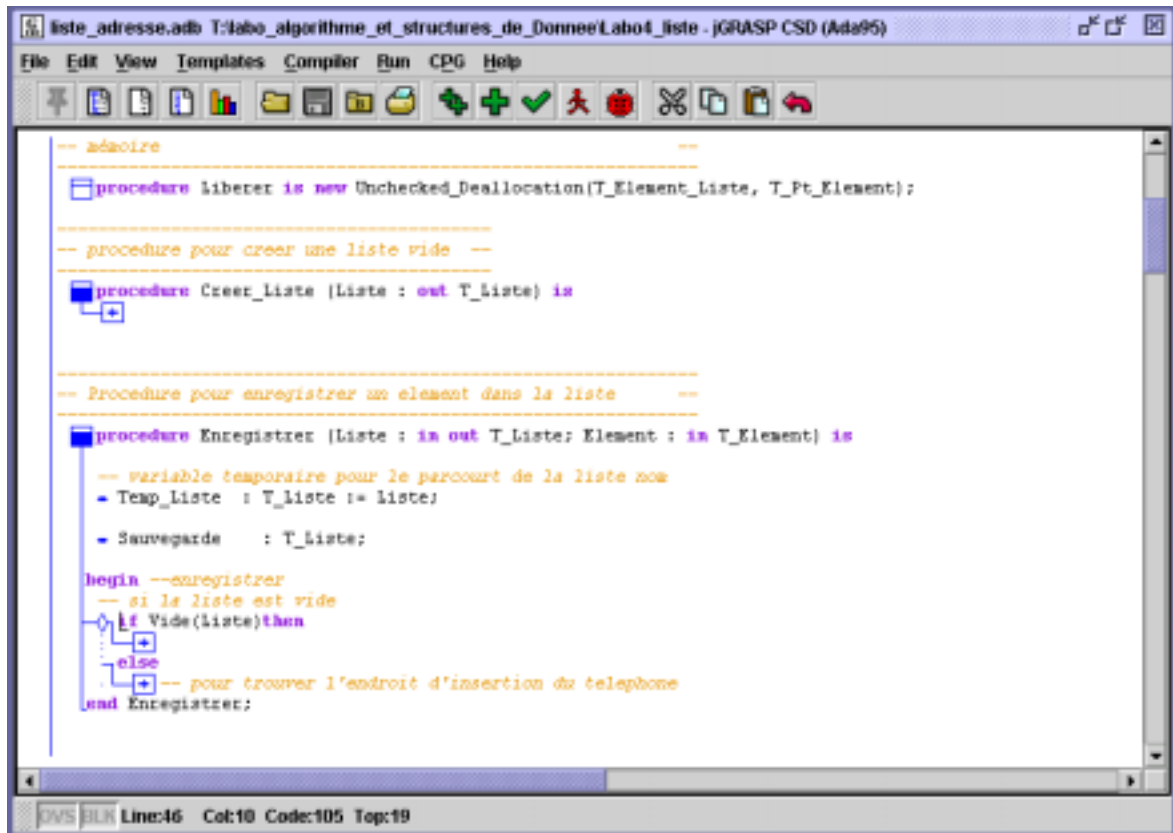 liste_adresse.adb T:\labo_algorithme_et_structures_de_Donnee\Labo4_liste - jGRASP CSD (Ada95)
File Edit View Templates Compiler Run CPG Help
-- mémoire --
procedure Liberer is new Unchecked_Deallocation(T_Element_Liste, T_Pt_Element);
-- procedure pour creer une liste vide --
procedure Creer_Liste (Liste : out T_Liste) is
-- Procedure pour enregistrer un element dans la liste --
procedure Enregistrer (Liste : in out T_Liste; Element : in T_Element) is
-- variable temporaire pour le parcourt de la liste nom
Temp_Liste : T_Liste := Liste;
Sauvegarde : T_Liste;
begin --enregistrer
-- si la liste est vide
if Vide(Liste)then
else
-- pour trouver l'endroit d'insertion du telephone
end Enregistrer;
OVS BLK Line:46 Col:10 Code:105 Top:19